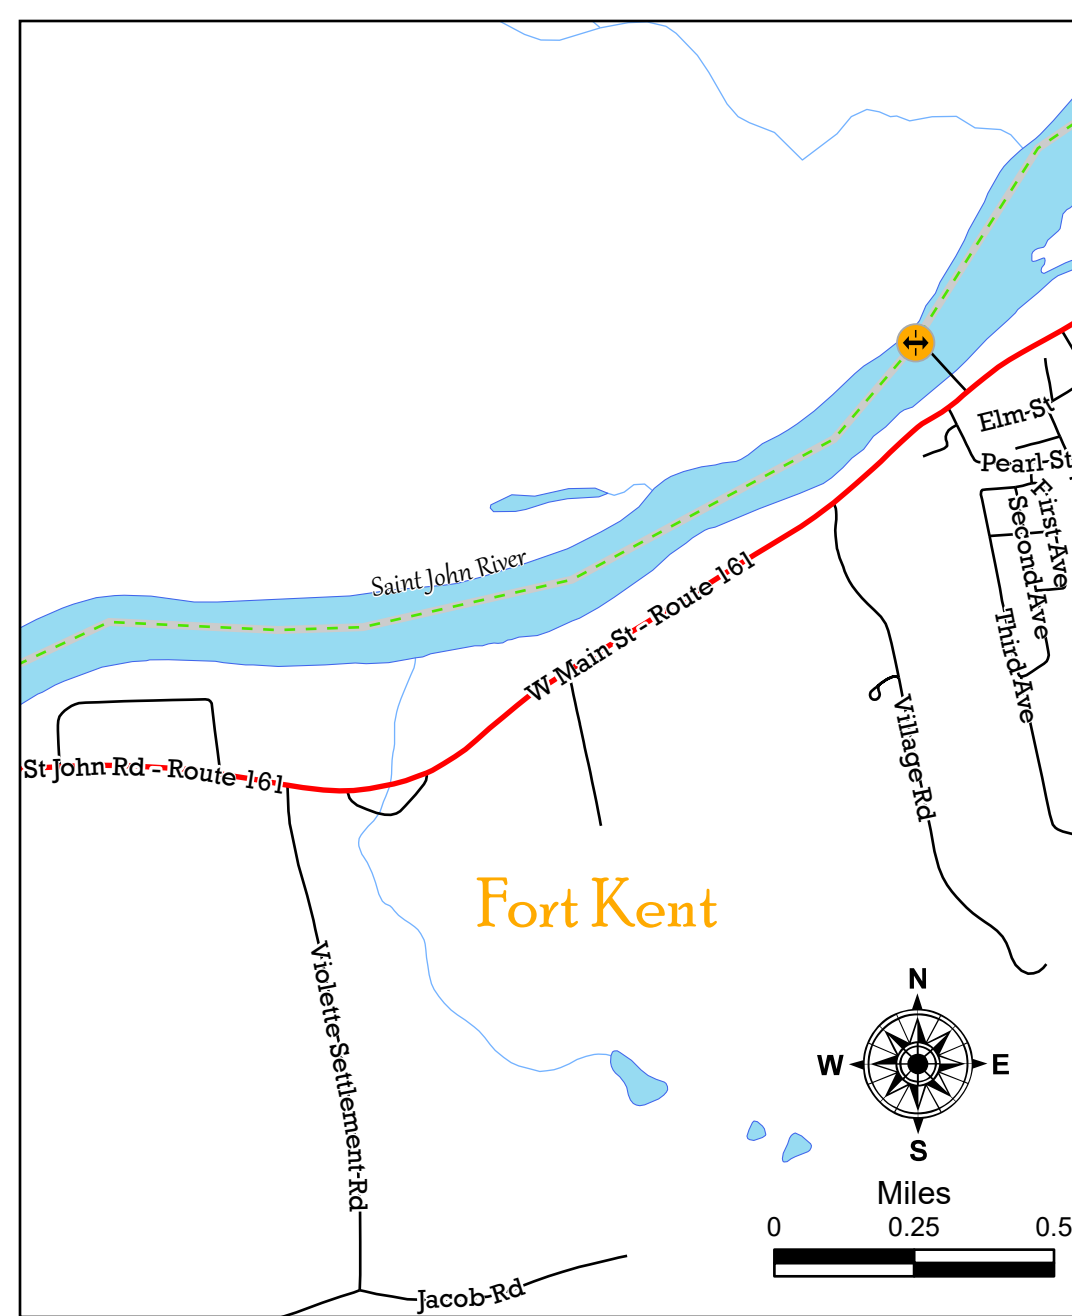 Elm-St
Pearl-St
First-Ave
Second-Ave
Third-Ave
Saint John River
W Main St - Route 161
Village-Rd
St John Rd - Route 161
Fort Kent
Violette-Settlement-Rd
N
W
E
S
Miles
0 0.25 0.5
Jacob-Rd